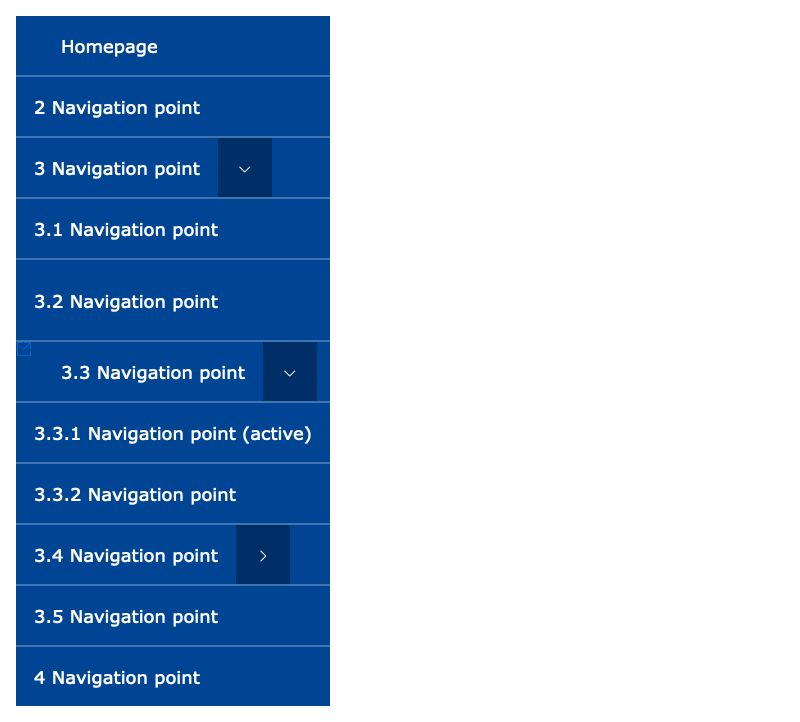 Homepage
2 Navigation point
3 Navigation point
3.1 Navigation point
3.2 Navigation point
3.3 Navigation point
3.3.1 Navigation point (active)
3.3.2 Navigation point
3.4 Navigation point
3.5 Navigation point
4 Navigation point